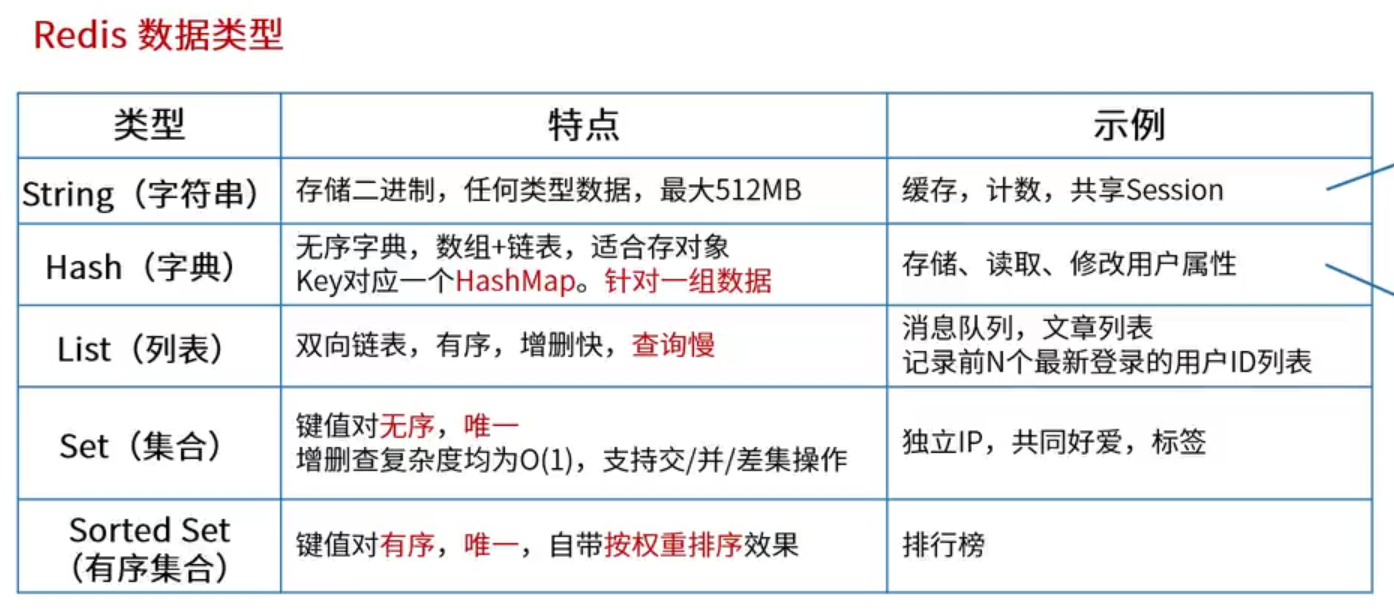 Redis 数据类型
类型
特点
示例
String（字符串）
存储二进制，任何类型数据，最大512MB
缓存，计数，共享Session
Hash（字典）
无序字典，数组+链表，适合存对象
Key对应一个HashMap。针对一组数据
存储、读取、修改用户属性
List（列表）
双向链表，有序，增删快，查询慢
消息队列，文章列表
记录前N个最新登录的用户ID列表
Set（集合）
键值对无序，唯一
增删查复杂度均为O(1)，支持交/并/差集操作
独立IP，共同好爱，标签
Sorted Set
（有序集合）
键值对有序，唯一，自带按权重排序效果
排行榜